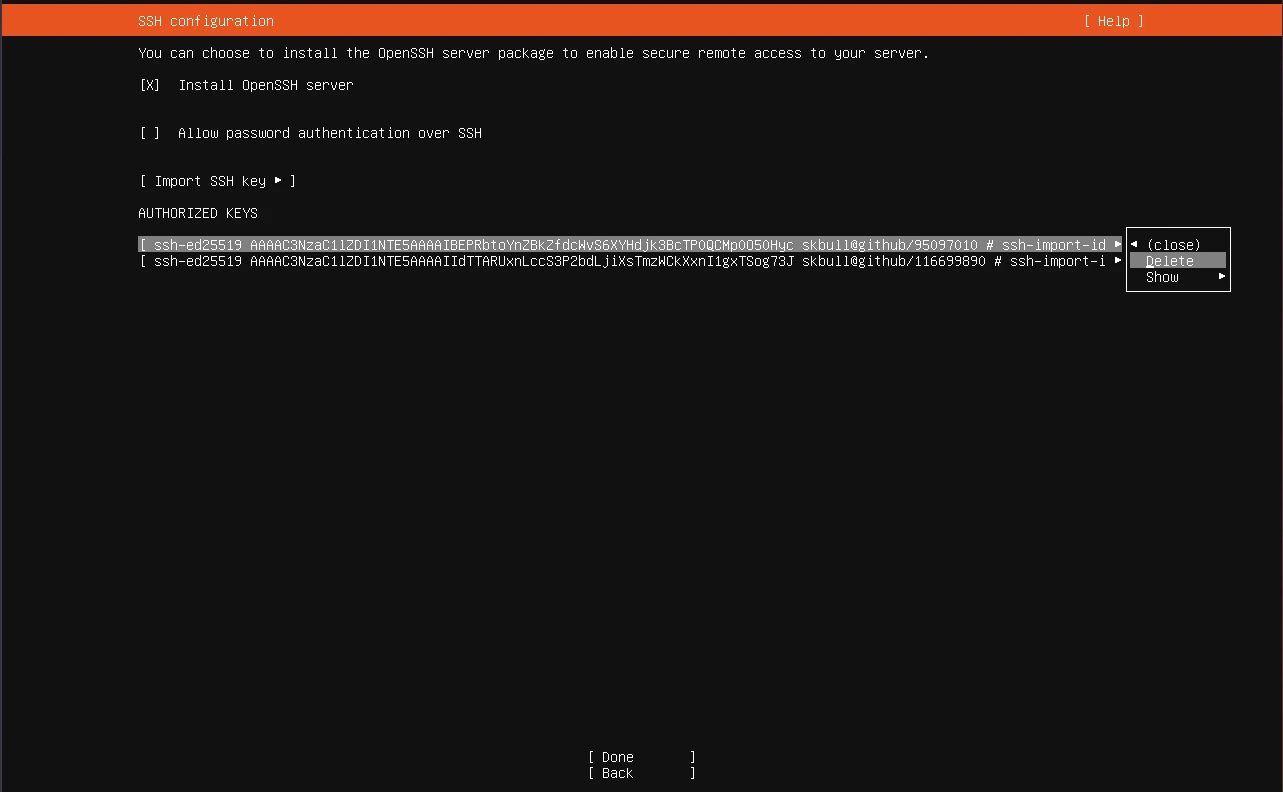 SSH configuration [ Help ]
You can choose to install the OpenSSH server package to enable secure remote access to your server.
[X] Install OpenSSH server
[ ] Allow password authentication over SSH
[ Import SSH key ▸ ]
AUTHORIZED KEYS
[ ssh-ed25519 AAAAC3NzaC1lZDI1NTE5AAAAIBEPRbtoYnZBkZfdcWvS6XYHdjk3BcTP0QCMp0O50Hyc skbull@github/95097010 # ssh-import-id ▸
[ ssh-ed25519 AAAAC3NzaC1lZDI1NTE5AAAAIIdTTARUxnLccS3P2bdLjiXsTmzWCkXxnI1gxTSog73J skbull@github/116699890 # ssh-import-i ▸
◂ (close)
Delete
Show ▸
[ Done ]
[ Back ]